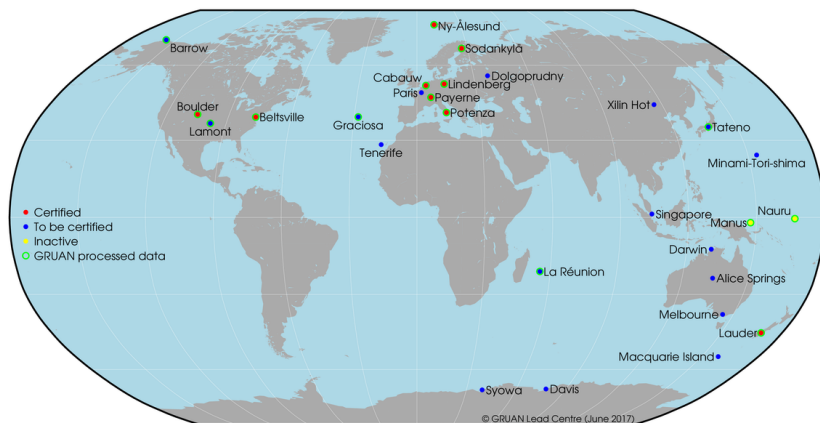 Ny-Ålesund
Barrow
Sodankylä
Cabauw
Lindenberg
Dolgoprudny
Paris
Payerne
Xilin Hot
Boulder
Beltsville
Potenza
Lamont
Graciosa
Tateno
Tenerife
Minami-Tori-shima
Certified
To be certified
Inactive
GRUAN processed data
Singapore
Nauru
Manus
Darwin
La Réunion
Alice Springs
Melbourne
Lauder
Macquarie Island
Syowa
Davis
© GRUAN Lead Centre (June 2017)